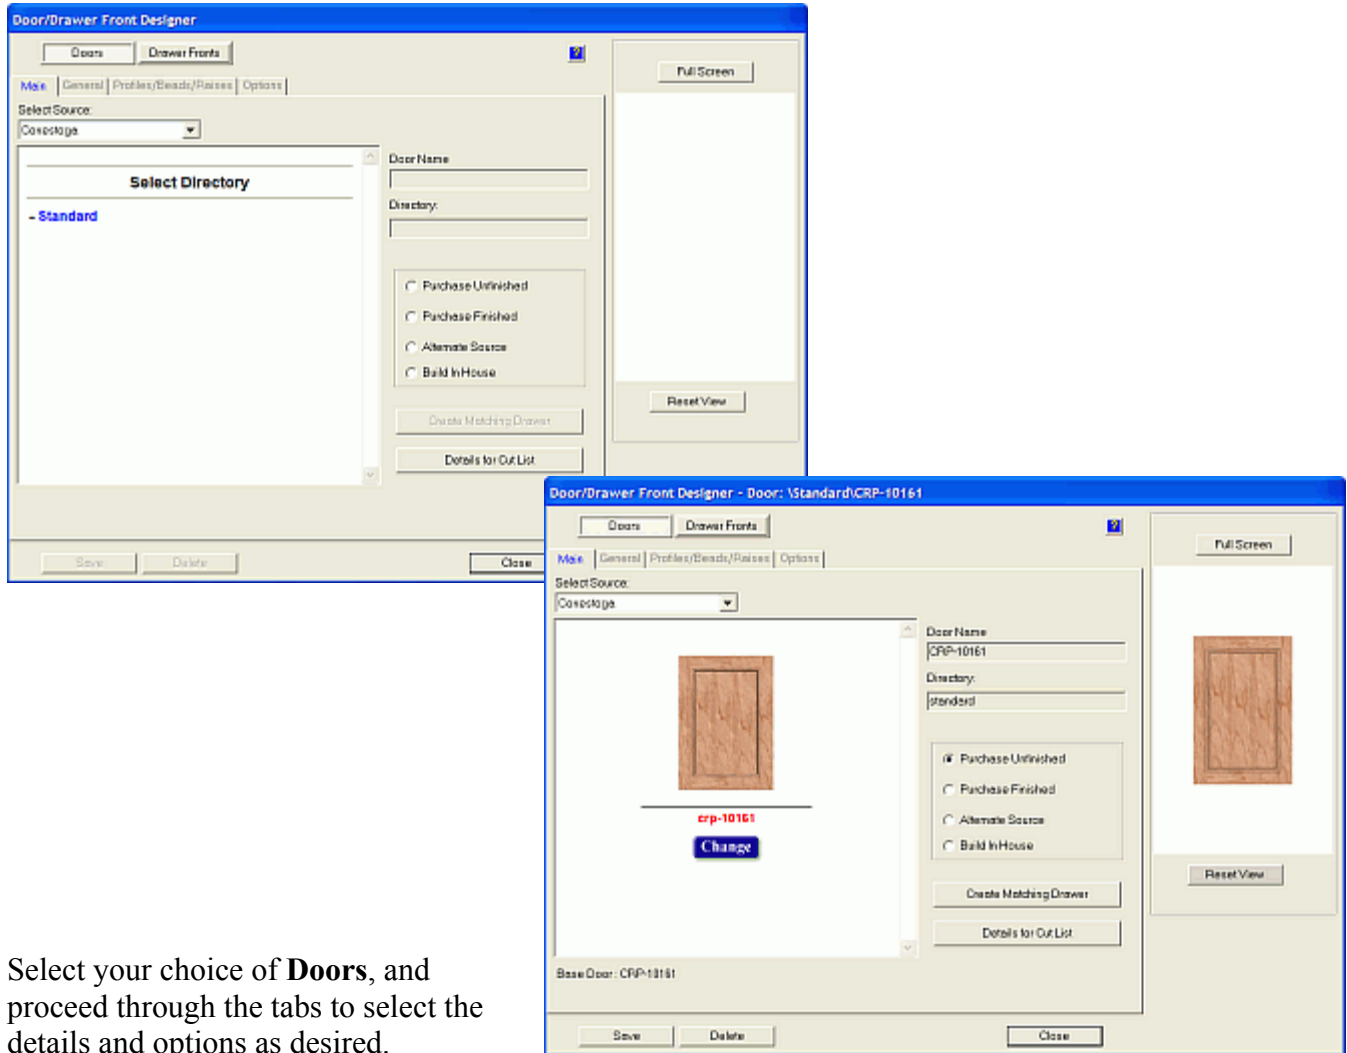 Door/Drawer Front Designer
Doors Drawer Fronts
?
Full Screen
Main General Profiles/Beads/Raises Options
Select Source:
Conestoga
Select Directory
- Standard
Door Name
Directory:
Purchase Unfinished
Purchase Finished
Alternate Source
Build In House
Create Matching Drawer
Details for Cut List
Reset View
Save Delete Close
Door/Drawer Front Designer - Door: \Standard\CRP-10161
Doors Drawer Fronts
?
Full Screen
Main General Profiles/Beads/Raises Options
Select Source:
Conestoga
crp-10161
Change
Door Name
CRP-10161
Directory:
standard
Purchase Unfinished
Purchase Finished
Alternate Source
Build In House
Create Matching Drawer
Details for Cut List
Reset View
Base Door: CRP-10161
Save Delete Close
Select your choice of Doors, and
proceed through the tabs to select the
details and options as desired.